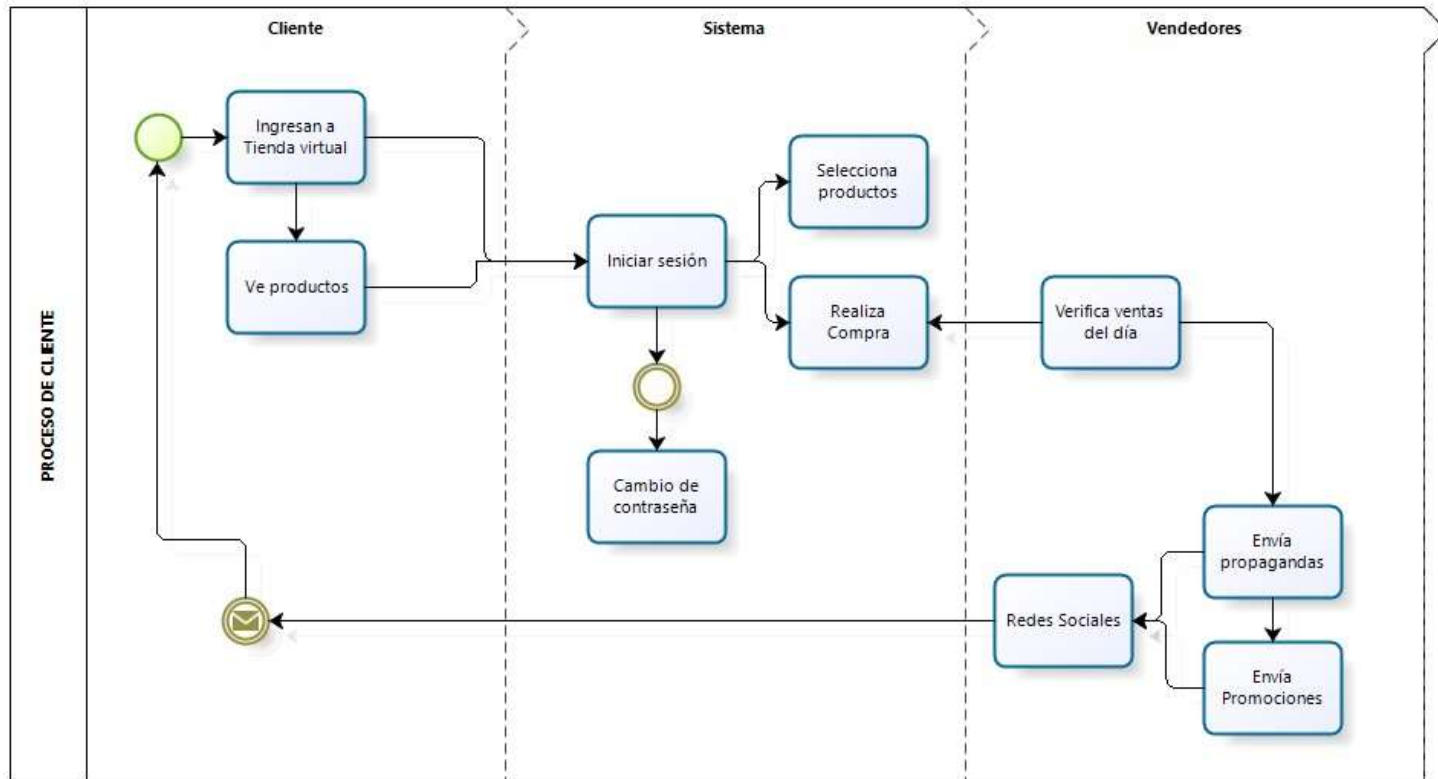 PROCESO DE CLIENTE
Cliente
Sistema
Vendedores
Ingresan a
Tienda virtual
Ve productos
Iniciar sesión
Selecciona
productos
Realiza
Compra
Cambio de
contraseña
Verifica ventas
del día
Envía
propagandas
Redes Sociales
Envía
Promociones